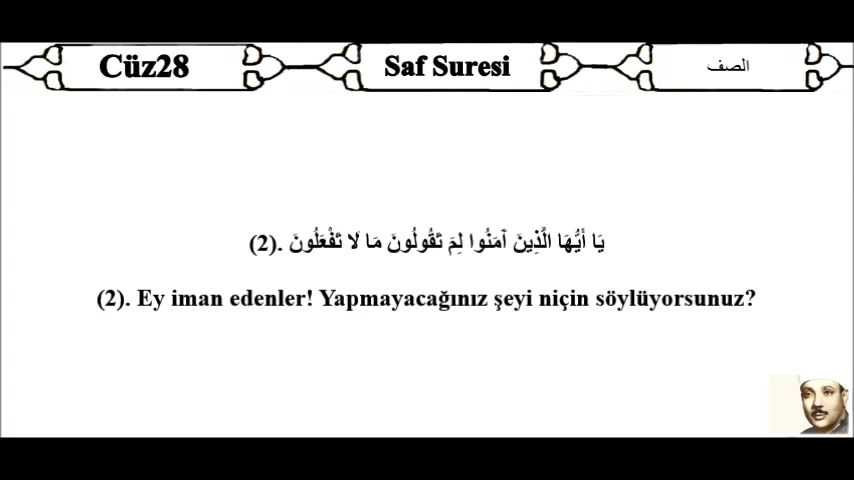 Cüz28
Saf Suresi
الصف
يَا أَيُّهَا الَّذِينَ آمَنُوا لِمَ تَقُولُونَ مَا لَا تَفْعَلُونَ .(2)
(2). Ey iman edenler! Yapmayacağınız şeyi niçin söylüyorsunuz?